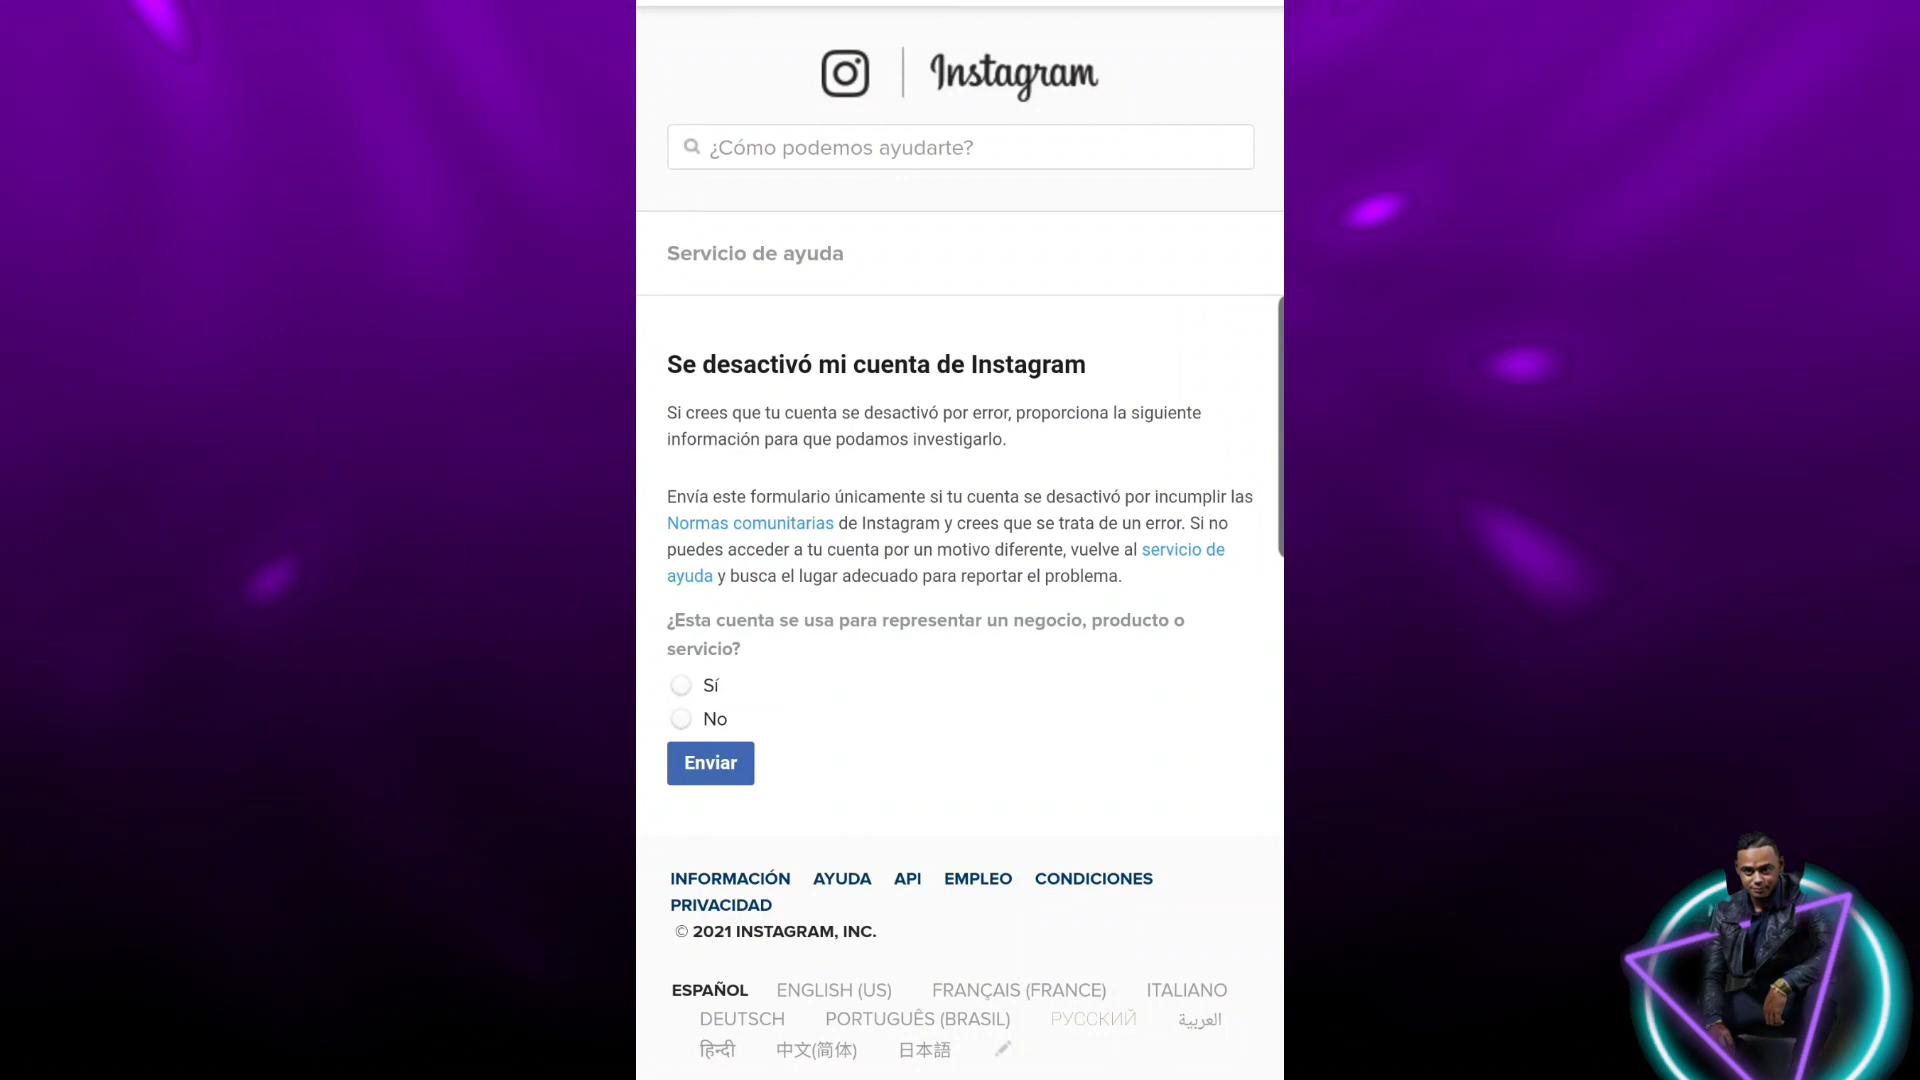 Instagram
¿Cómo podemos ayudarte?
Servicio de ayuda
Se desactivó mi cuenta de Instagram
Si crees que tu cuenta se desactivó por error, proporciona la siguiente
información para que podamos investigarlo.
Envía este formulario únicamente si tu cuenta se desactivó por incumplir las
Normas comunitarias de Instagram y crees que se trata de un error. Si no
puedes acceder a tu cuenta por un motivo diferente, vuelve al servicio de
ayuda y busca el lugar adecuado para reportar el problema.
¿Esta cuenta se usa para representar un negocio, producto o
servicio?
Sí
No
Enviar
INFORMACIÓN AYUDA API EMPLEO CONDICIONES
PRIVACIDAD
© 2021 INSTAGRAM, INC.
ESPAÑOL ENGLISH (US) FRANÇAIS (FRANCE) ITALIANO
DEUTSCH PORTUGUÊS (BRASIL) РУССКИЙ العربية
हिन्दी 中文(简体) 日本語